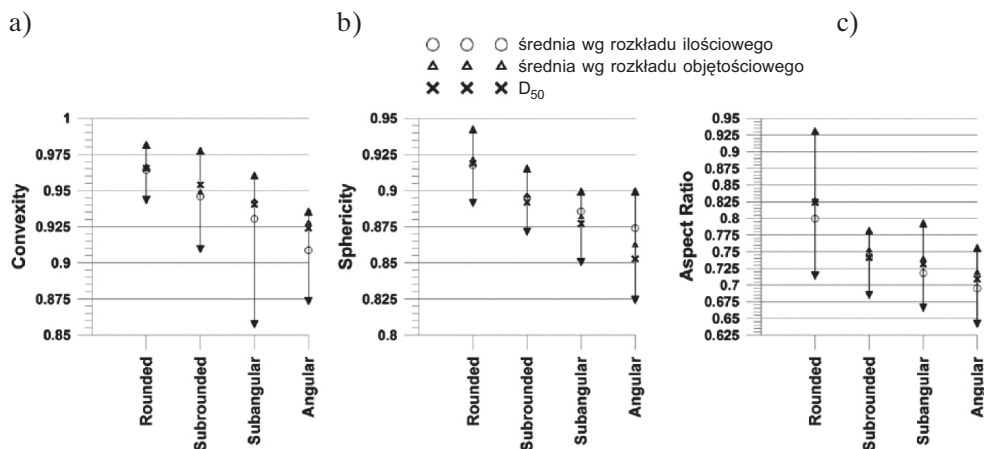 a)
b)
c)
średnia wg rozkładu ilościowego
średnia wg rozkładu objętościowego
D50
Convexity
1
0.975
0.95
0.925
0.9
0.875
0.85
Rounded
Subrounded
Subangular
Angular
Sphericity
0.95
0.925
0.9
0.875
0.85
0.825
0.8
Rounded
Subrounded
Subangular
Angular
Aspect Ratio
0.95
0.925
0.9
0.875
0.85
0.825
0.8
0.775
0.75
0.725
0.7
0.675
0.65
0.625
Rounded
Subrounded
Subangular
Angular